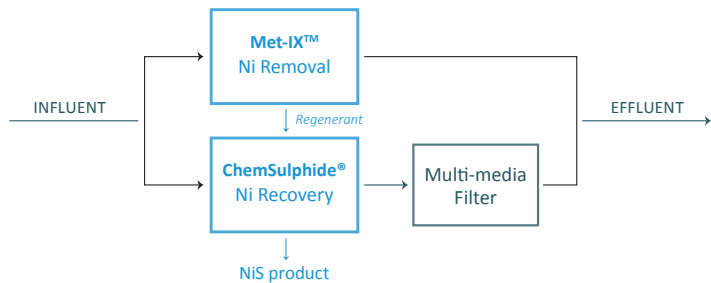 Met-IX™
Ni Removal
INFLUENT
EFFLUENT
Regenerant
ChemSulphide®
Ni Recovery
Multi-media
Filter
NiS product